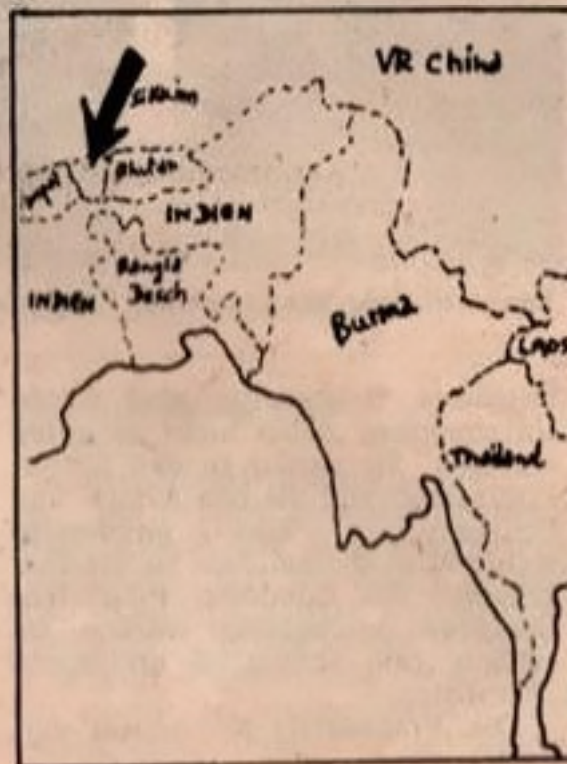 VR China
Sikkim
Nepal
Bhutan
INDIEN
Bangla
Desch
INDIEN
Burma
LAOS
Thailand